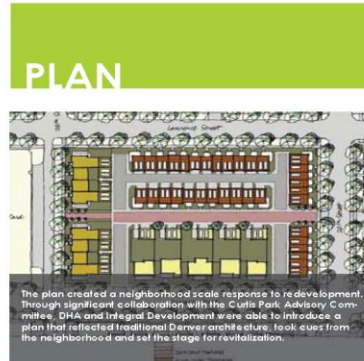 PLAN
Lawrence Street
The plan created a neighborhood scale response to redevelopment.
Through significant collaboration with the Curtis Park Advisory Com-
mittee, DHA and Integral Development were able to introduce a
plan that reflected traditional Denver architecture, took cues from
the neighborhood and set the stage for revitalization.